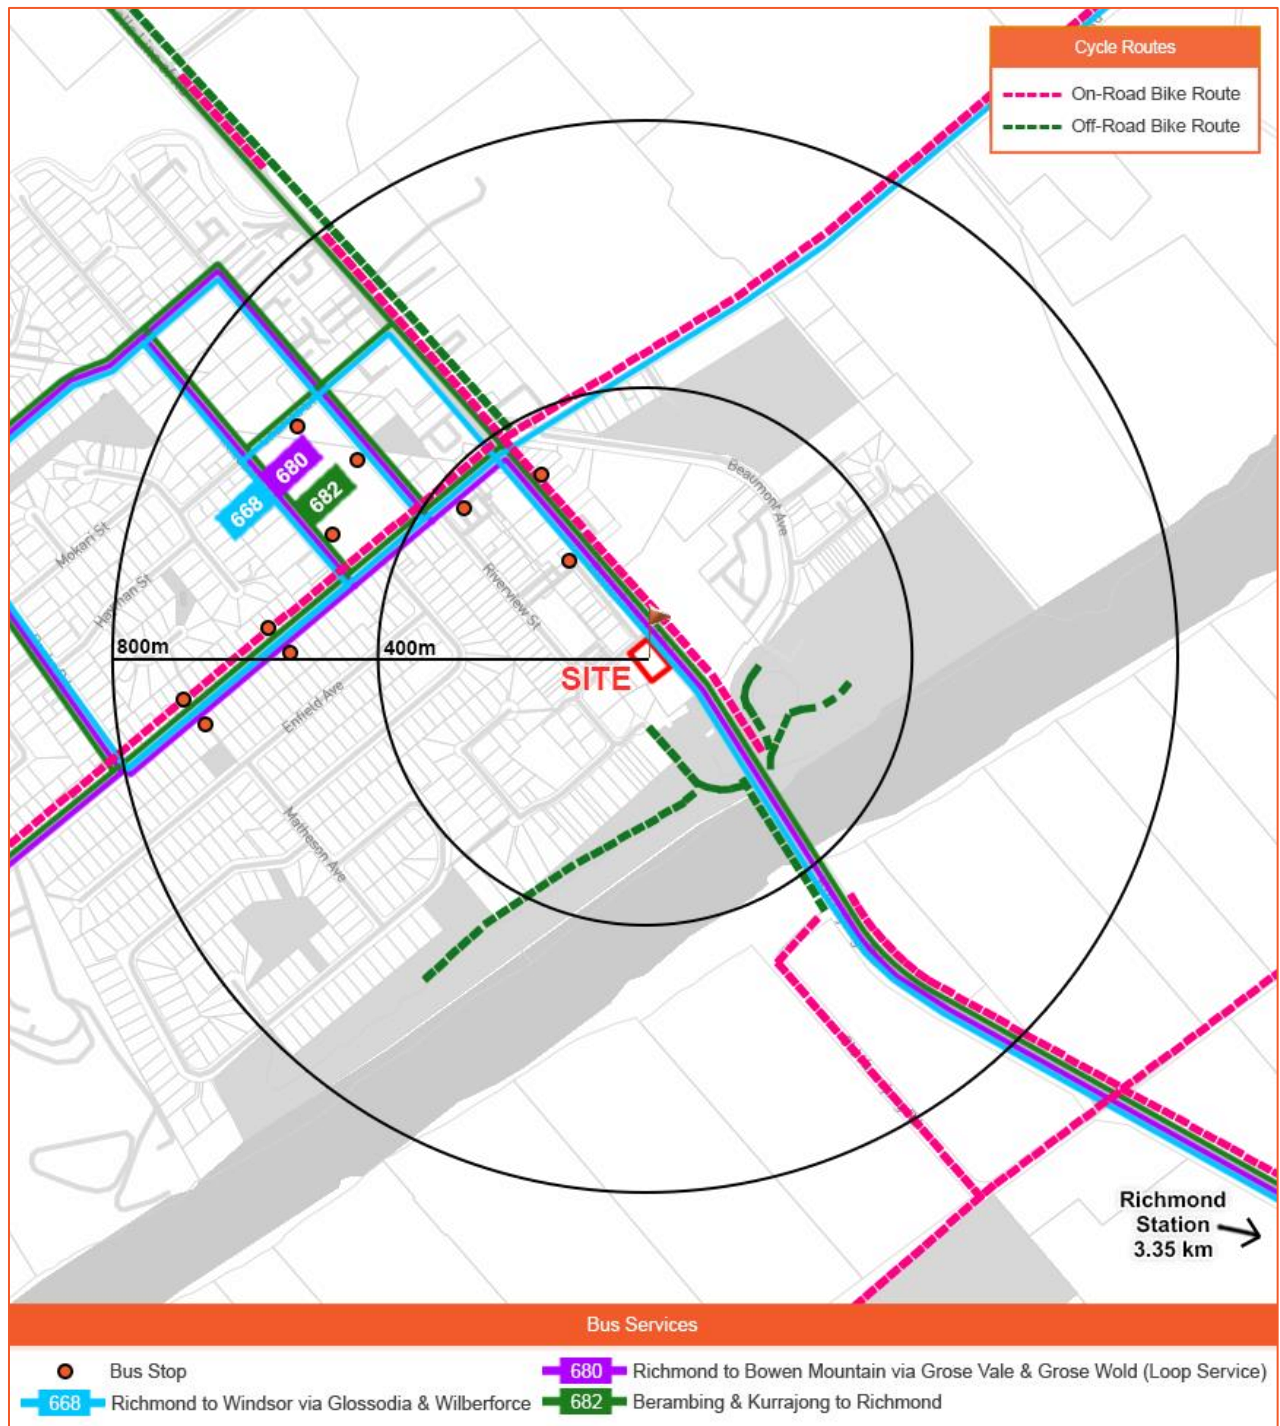 Cycle Routes
On-Road Bike Route
Off-Road Bike Route
Beaumont Ave
680
682
668
Mokari St
Riverview St
800m
400m
SITE
Enfield Ave
Matheson Ave
Richmond
Station
3.35 km
Bus Services
Bus Stop
680 Richmond to Bowen Mountain via Grose Vale & Grose Wold (Loop Service)
668 Richmond to Windsor via Glossodia & Wilberforce
682 Berambing & Kurrajong to Richmond